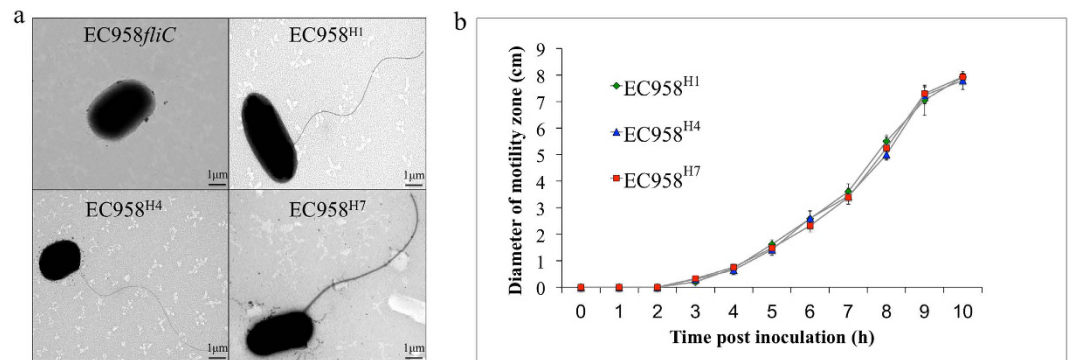 a
EC958fliC
EC958H1
1μm
1μm
EC958H4
EC958H7
1μm
1μm
b
Diameter of motility zone (cm)
9
8
7
6
5
4
3
2
1
0
EC958H1
EC958H4
EC958H7
0 1 2 3 4 5 6 7 8 9 10
Time post inoculation (h)